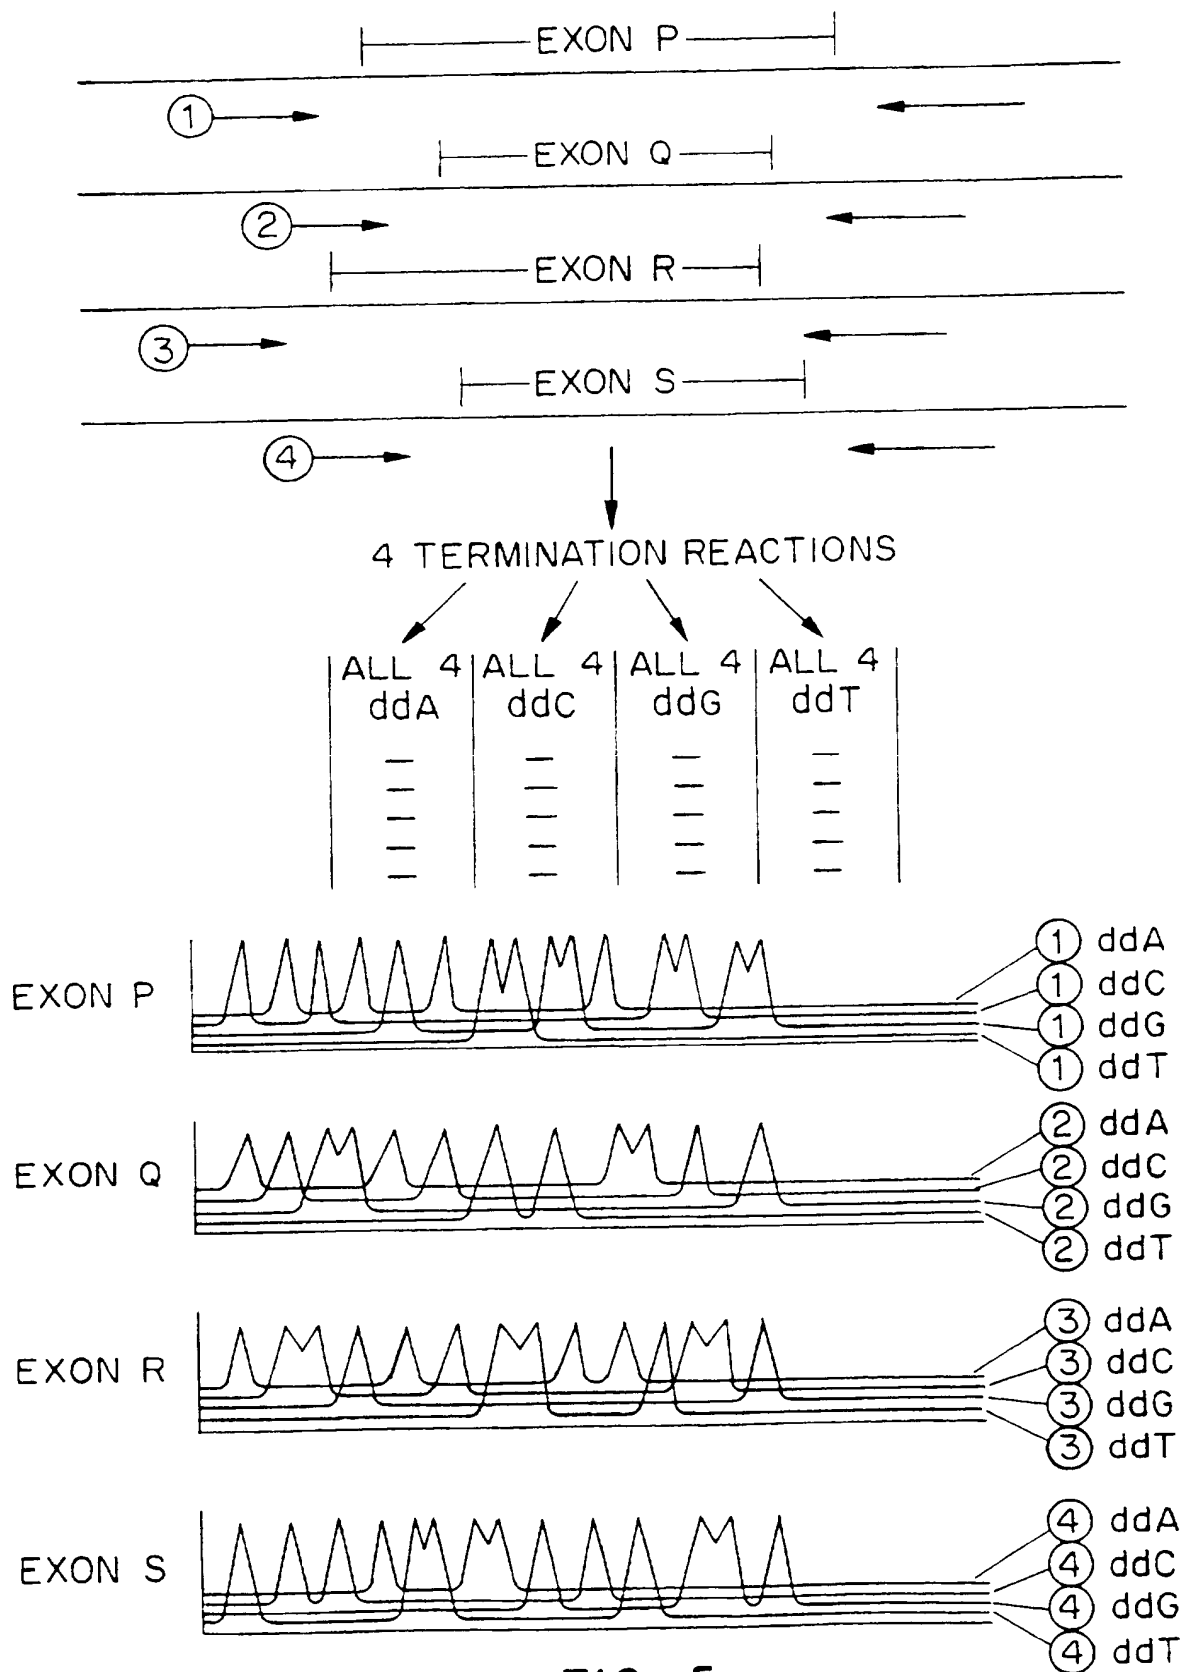 EXON P
1
EXON Q
2
EXON R
3
EXON S
4
4 TERMINATION REACTIONS
ALL 4 ALL 4 ALL 4 ALL 4
ddA ddC ddG ddT
EXON P
1 ddA
1 ddC
1 ddG
1 ddT
EXON Q
2 ddA
2 ddC
2 ddG
2 ddT
EXON R
3 ddA
3 ddC
3 ddG
3 ddT
EXON S
4 ddA
4 ddC
4 ddG
4 ddT